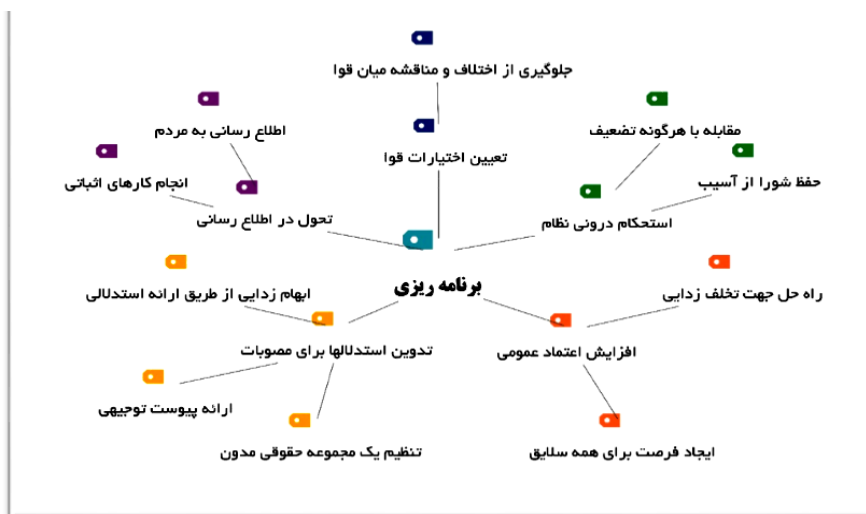 جلوگیری از اختلاف و مناقشه میان قوا
مقابله با هرگونه تضعیف
اطلاع رسانی به مردم
تعیین اختیارات قوا
حفظ شورا از آسیب
انجام کارهای اثباتی
استحکام درونی نظام
تحول در اطلاع رسانی
برنامه ریزی
راه حل جهت تخلف زدایی
ابهام زدایی از طریق ارائه استدلالی
افزایش اعتماد عمومی
تدوین استدلالها برای مصوبات
ارائه پیوست توجیهی
ایجاد فرصت برای همه سلایق
تنظیم یک مجموعه حقوقی مدون